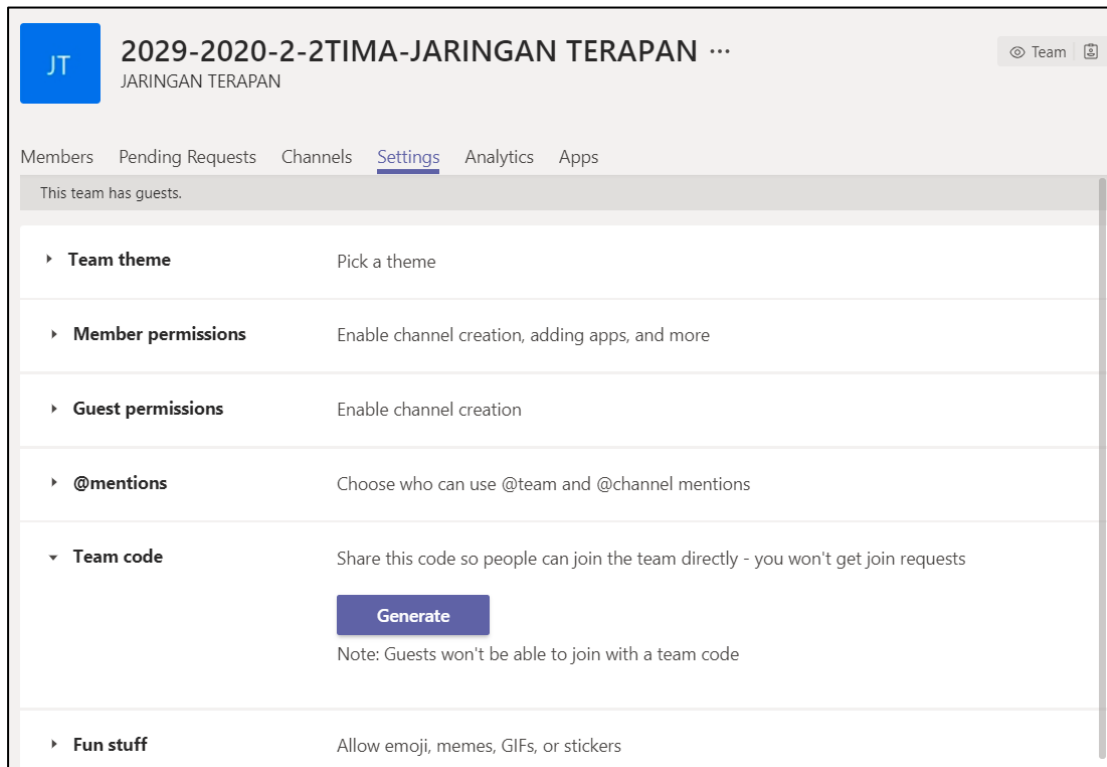 JT
2029-2020-2-2TIMA-JARINGAN TERAPAN ···
JARINGAN TERAPAN
Team
Members Pending Requests Channels Settings Analytics Apps
This team has guests.
Team theme Pick a theme
Member permissions Enable channel creation, adding apps, and more
Guest permissions Enable channel creation
@mentions Choose who can use @team and @channel mentions
Team code Share this code so people can join the team directly - you won't get join requests
Generate
Note: Guests won't be able to join with a team code
Fun stuff Allow emoji, memes, GIFs, or stickers